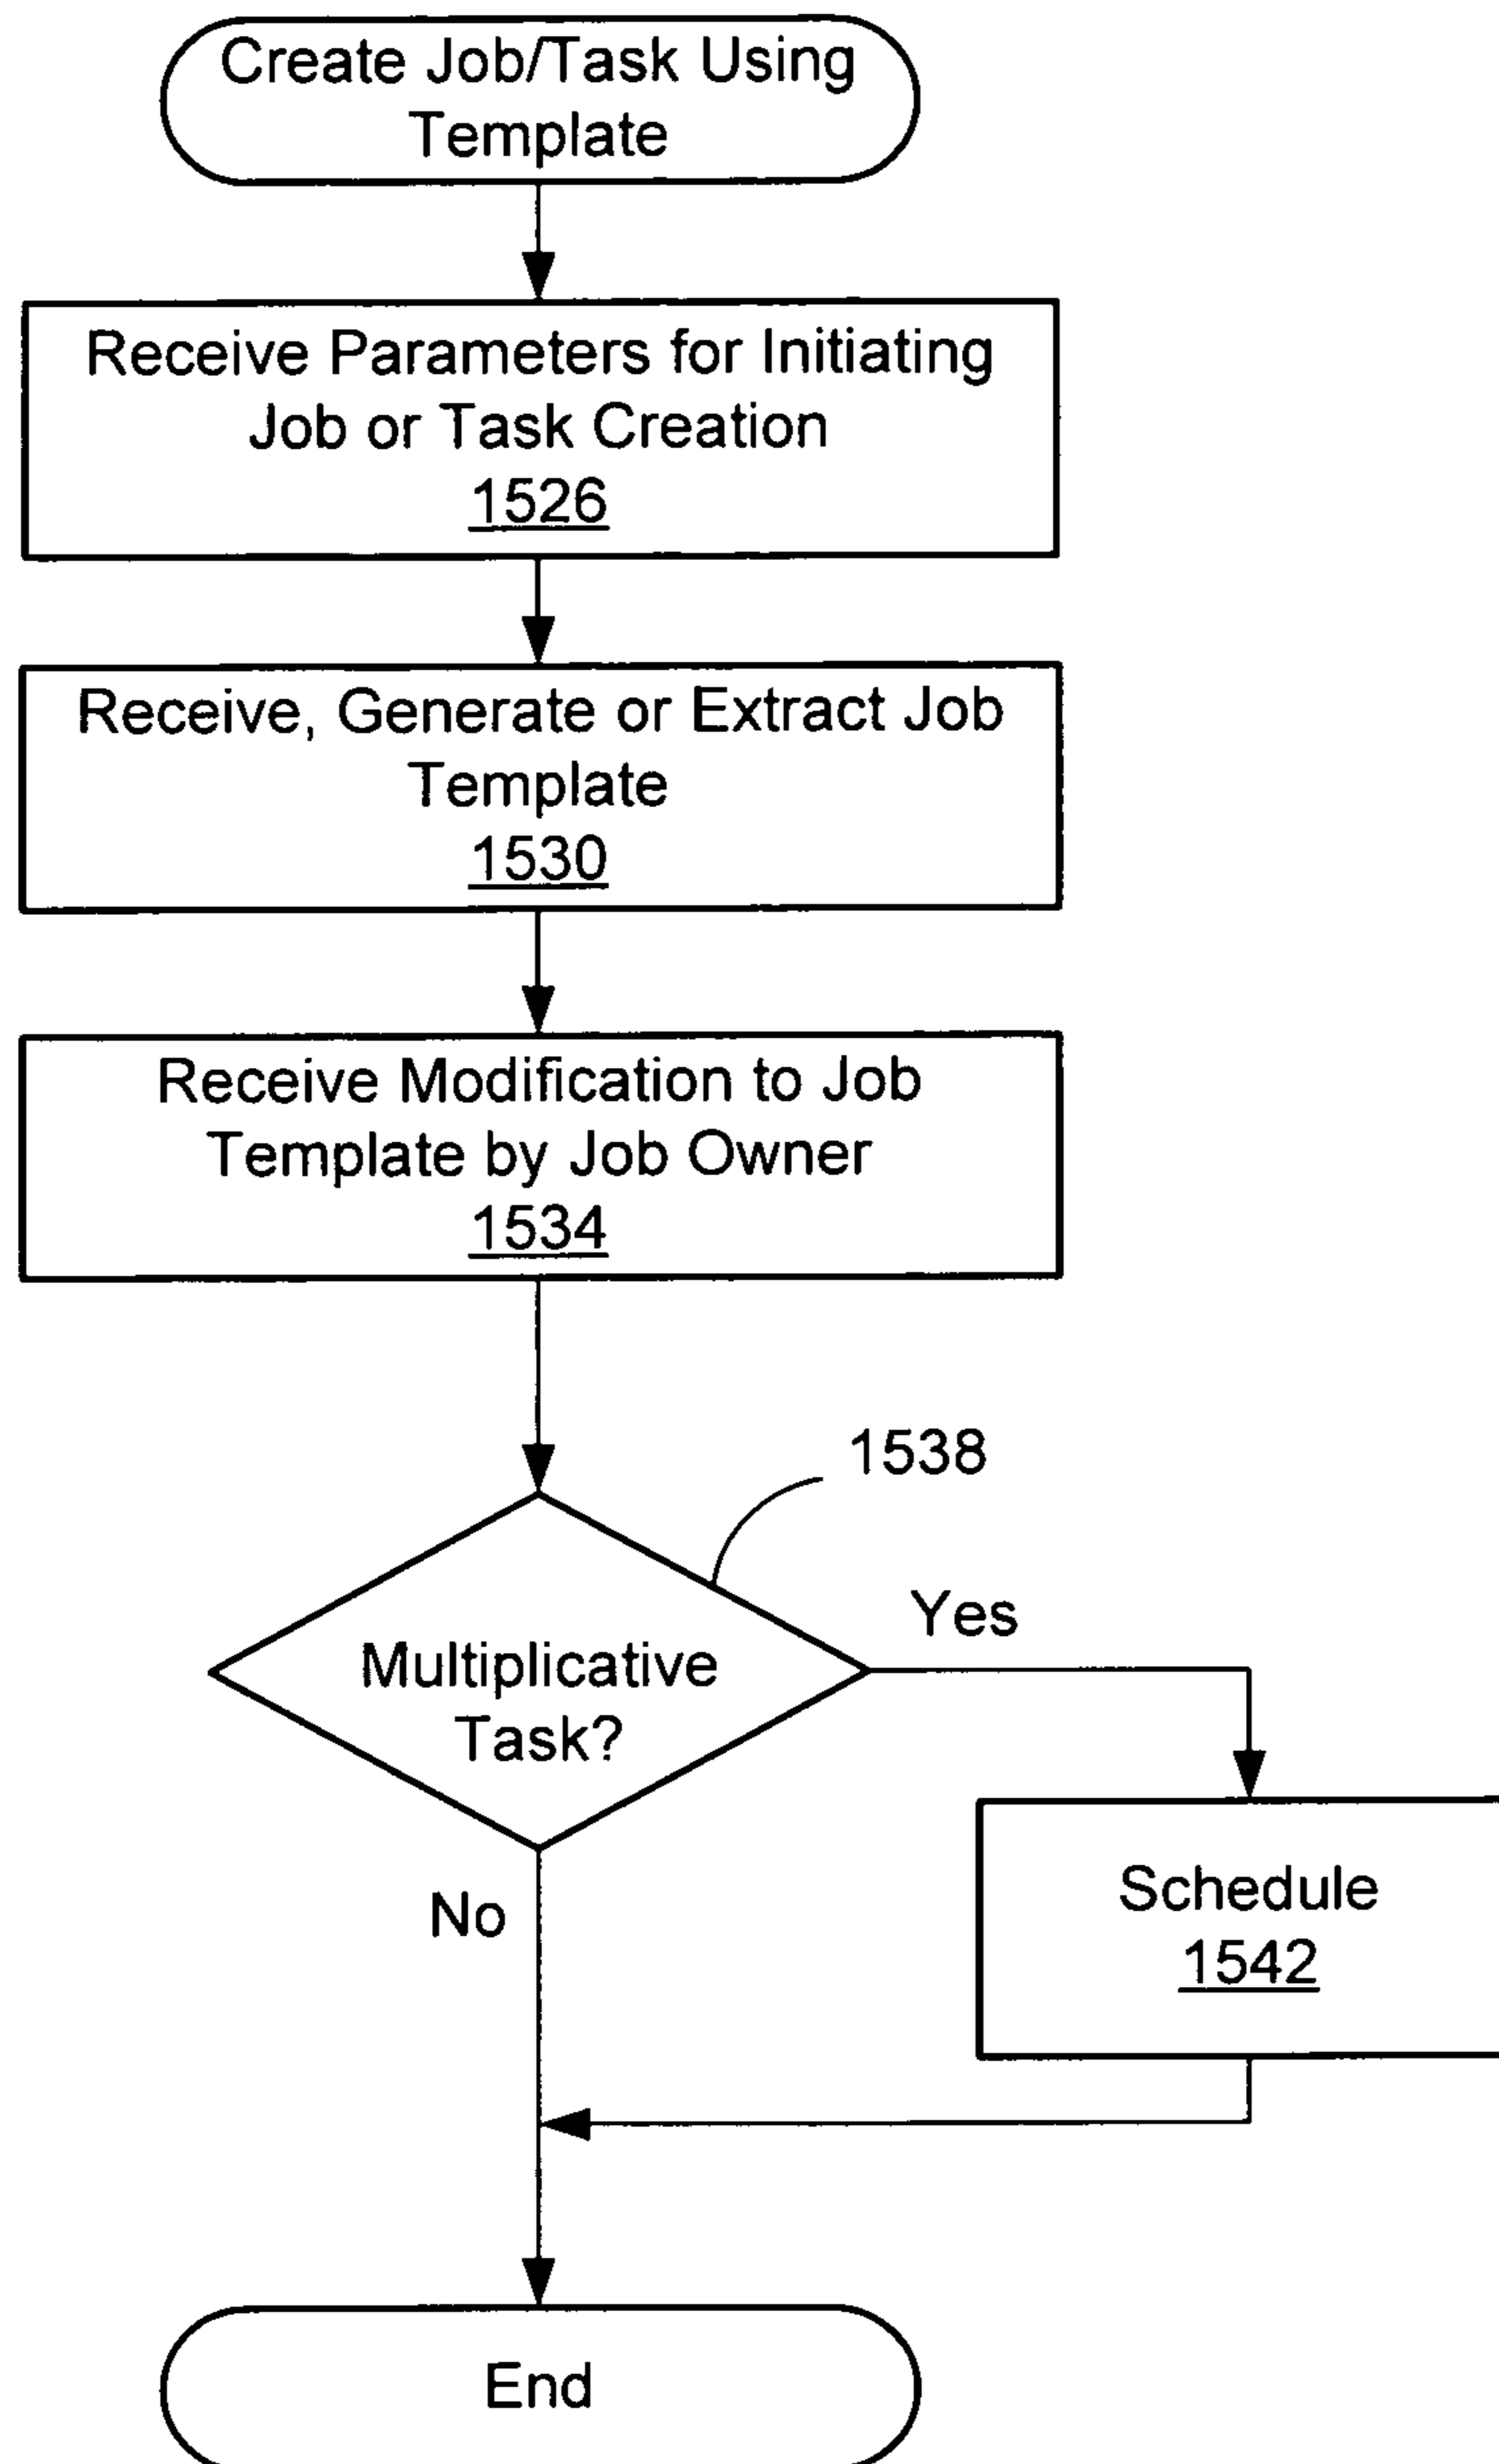 Create Job/Task Using
Template
Receive Parameters for Initiating
Job or Task Creation
1526
Receive, Generate or Extract Job
Template
1530
Receive Modification to Job
Template by Job Owner
1534
1538
Yes
Multiplicative
Task?
No
Schedule
1542
End